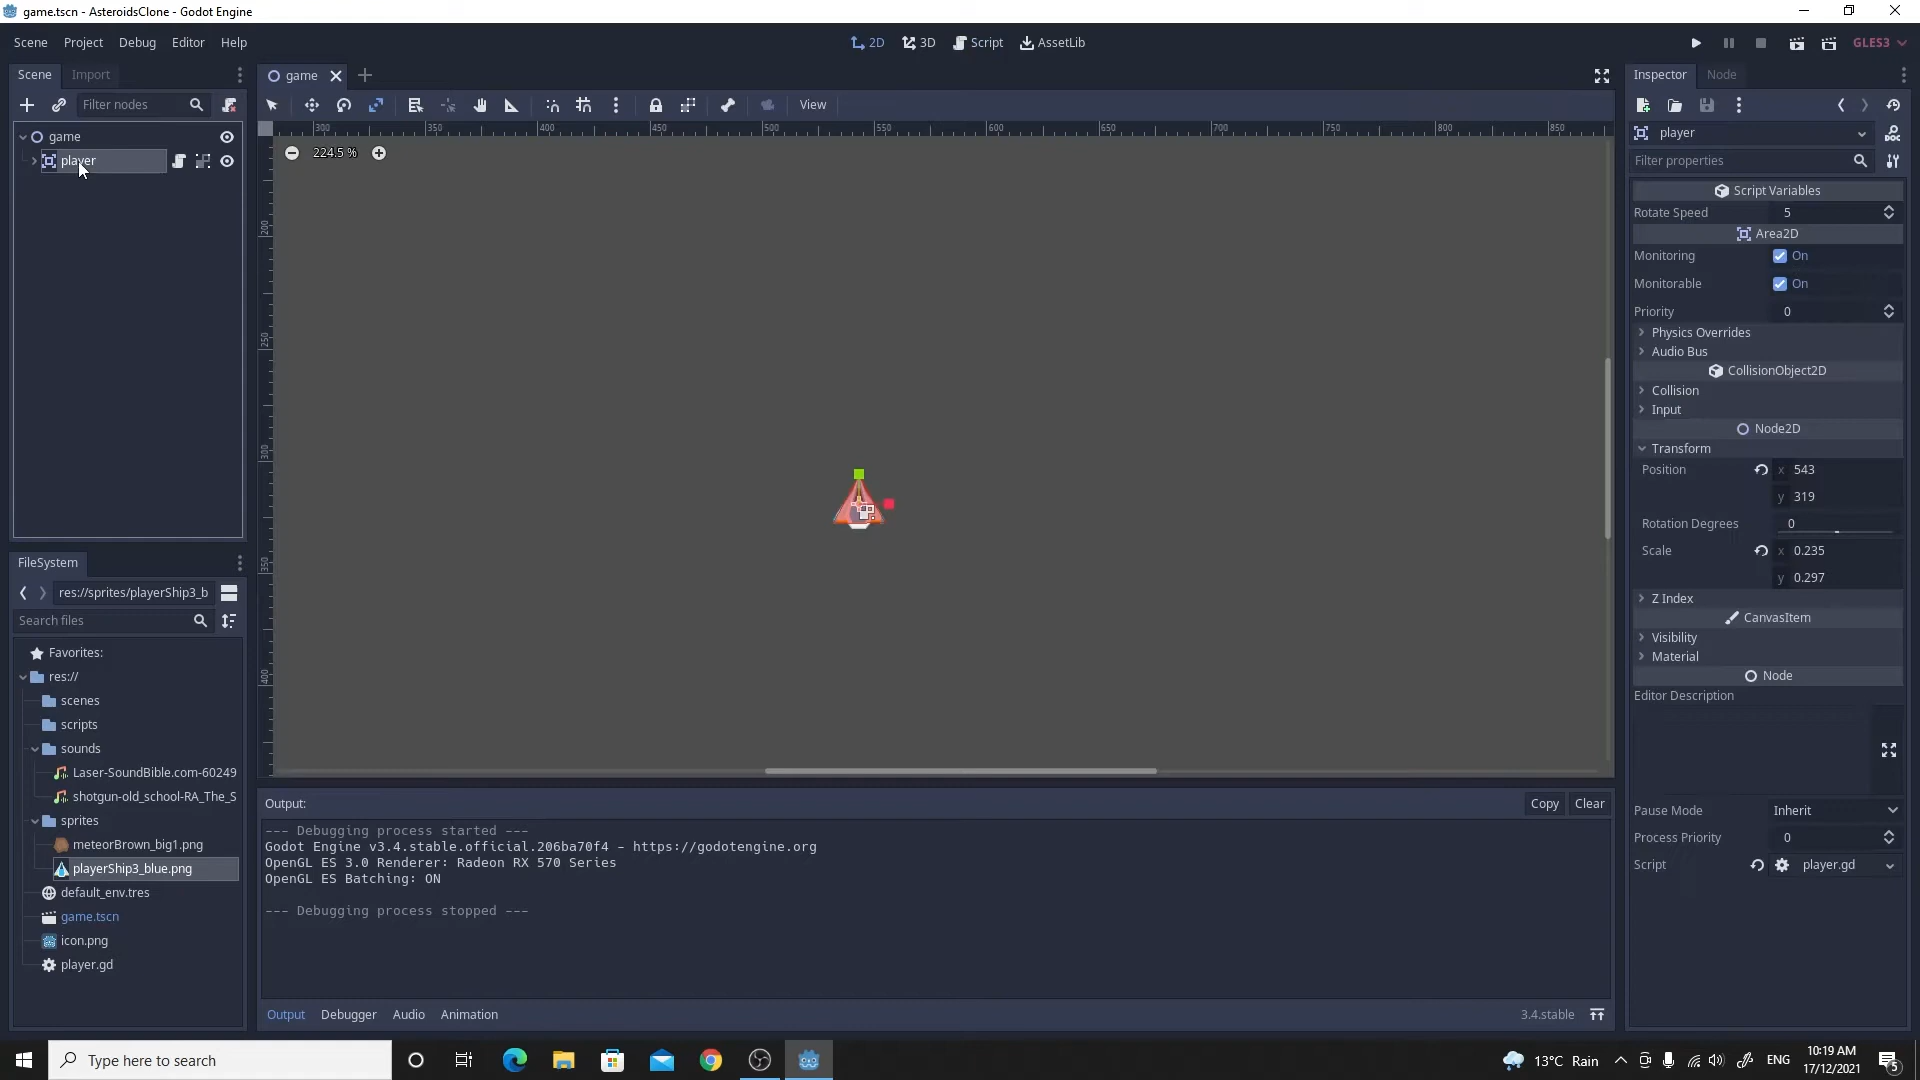 game.tscn - AsteroidsClone - Godot Engine
Scene Project Debug Editor Help
2D 3D Script AssetLib
GLES3
Scene Import
Filter nodes
game
player
game
View
300 350 400 450 500 550 600 650 700 750 800 850
224.5 %
200
250
300
350
400
Inspector Node
player
Filter properties
Script Variables
Rotate Speed 5
Area2D
Monitoring On
Monitorable On
Priority 0
Physics Overrides
Audio Bus
CollisionObject2D
Collision
Input
Node2D
Transform
Position x 543
y 319
Rotation Degrees 0
Scale x 0.235
y 0.297
Z Index
CanvasItem
Visibility
Material
Node
Editor Description
Pause Mode Inherit
Process Priority 0
Script player.gd
FileSystem
res://sprites/playerShip3_b
Search files
Favorites:
res://
scenes
scripts
sounds
Laser-SoundBible.com-60249
shotgun-old_school-RA_The_S
sprites
meteorBrown_big1.png
playerShip3_blue.png
default_env.tres
game.tscn
icon.png
player.gd
Output:
Copy Clear
--- Debugging process started ---
Godot Engine v3.4.stable.official.206ba70f4 - https://godotengine.org
OpenGL ES 3.0 Renderer: Radeon RX 570 Series
OpenGL ES Batching: ON
--- Debugging process stopped ---
Output Debugger Audio Animation
3.4.stable
Type here to search
13°C Rain
ENG
10:19 AM
17/12/2021
5